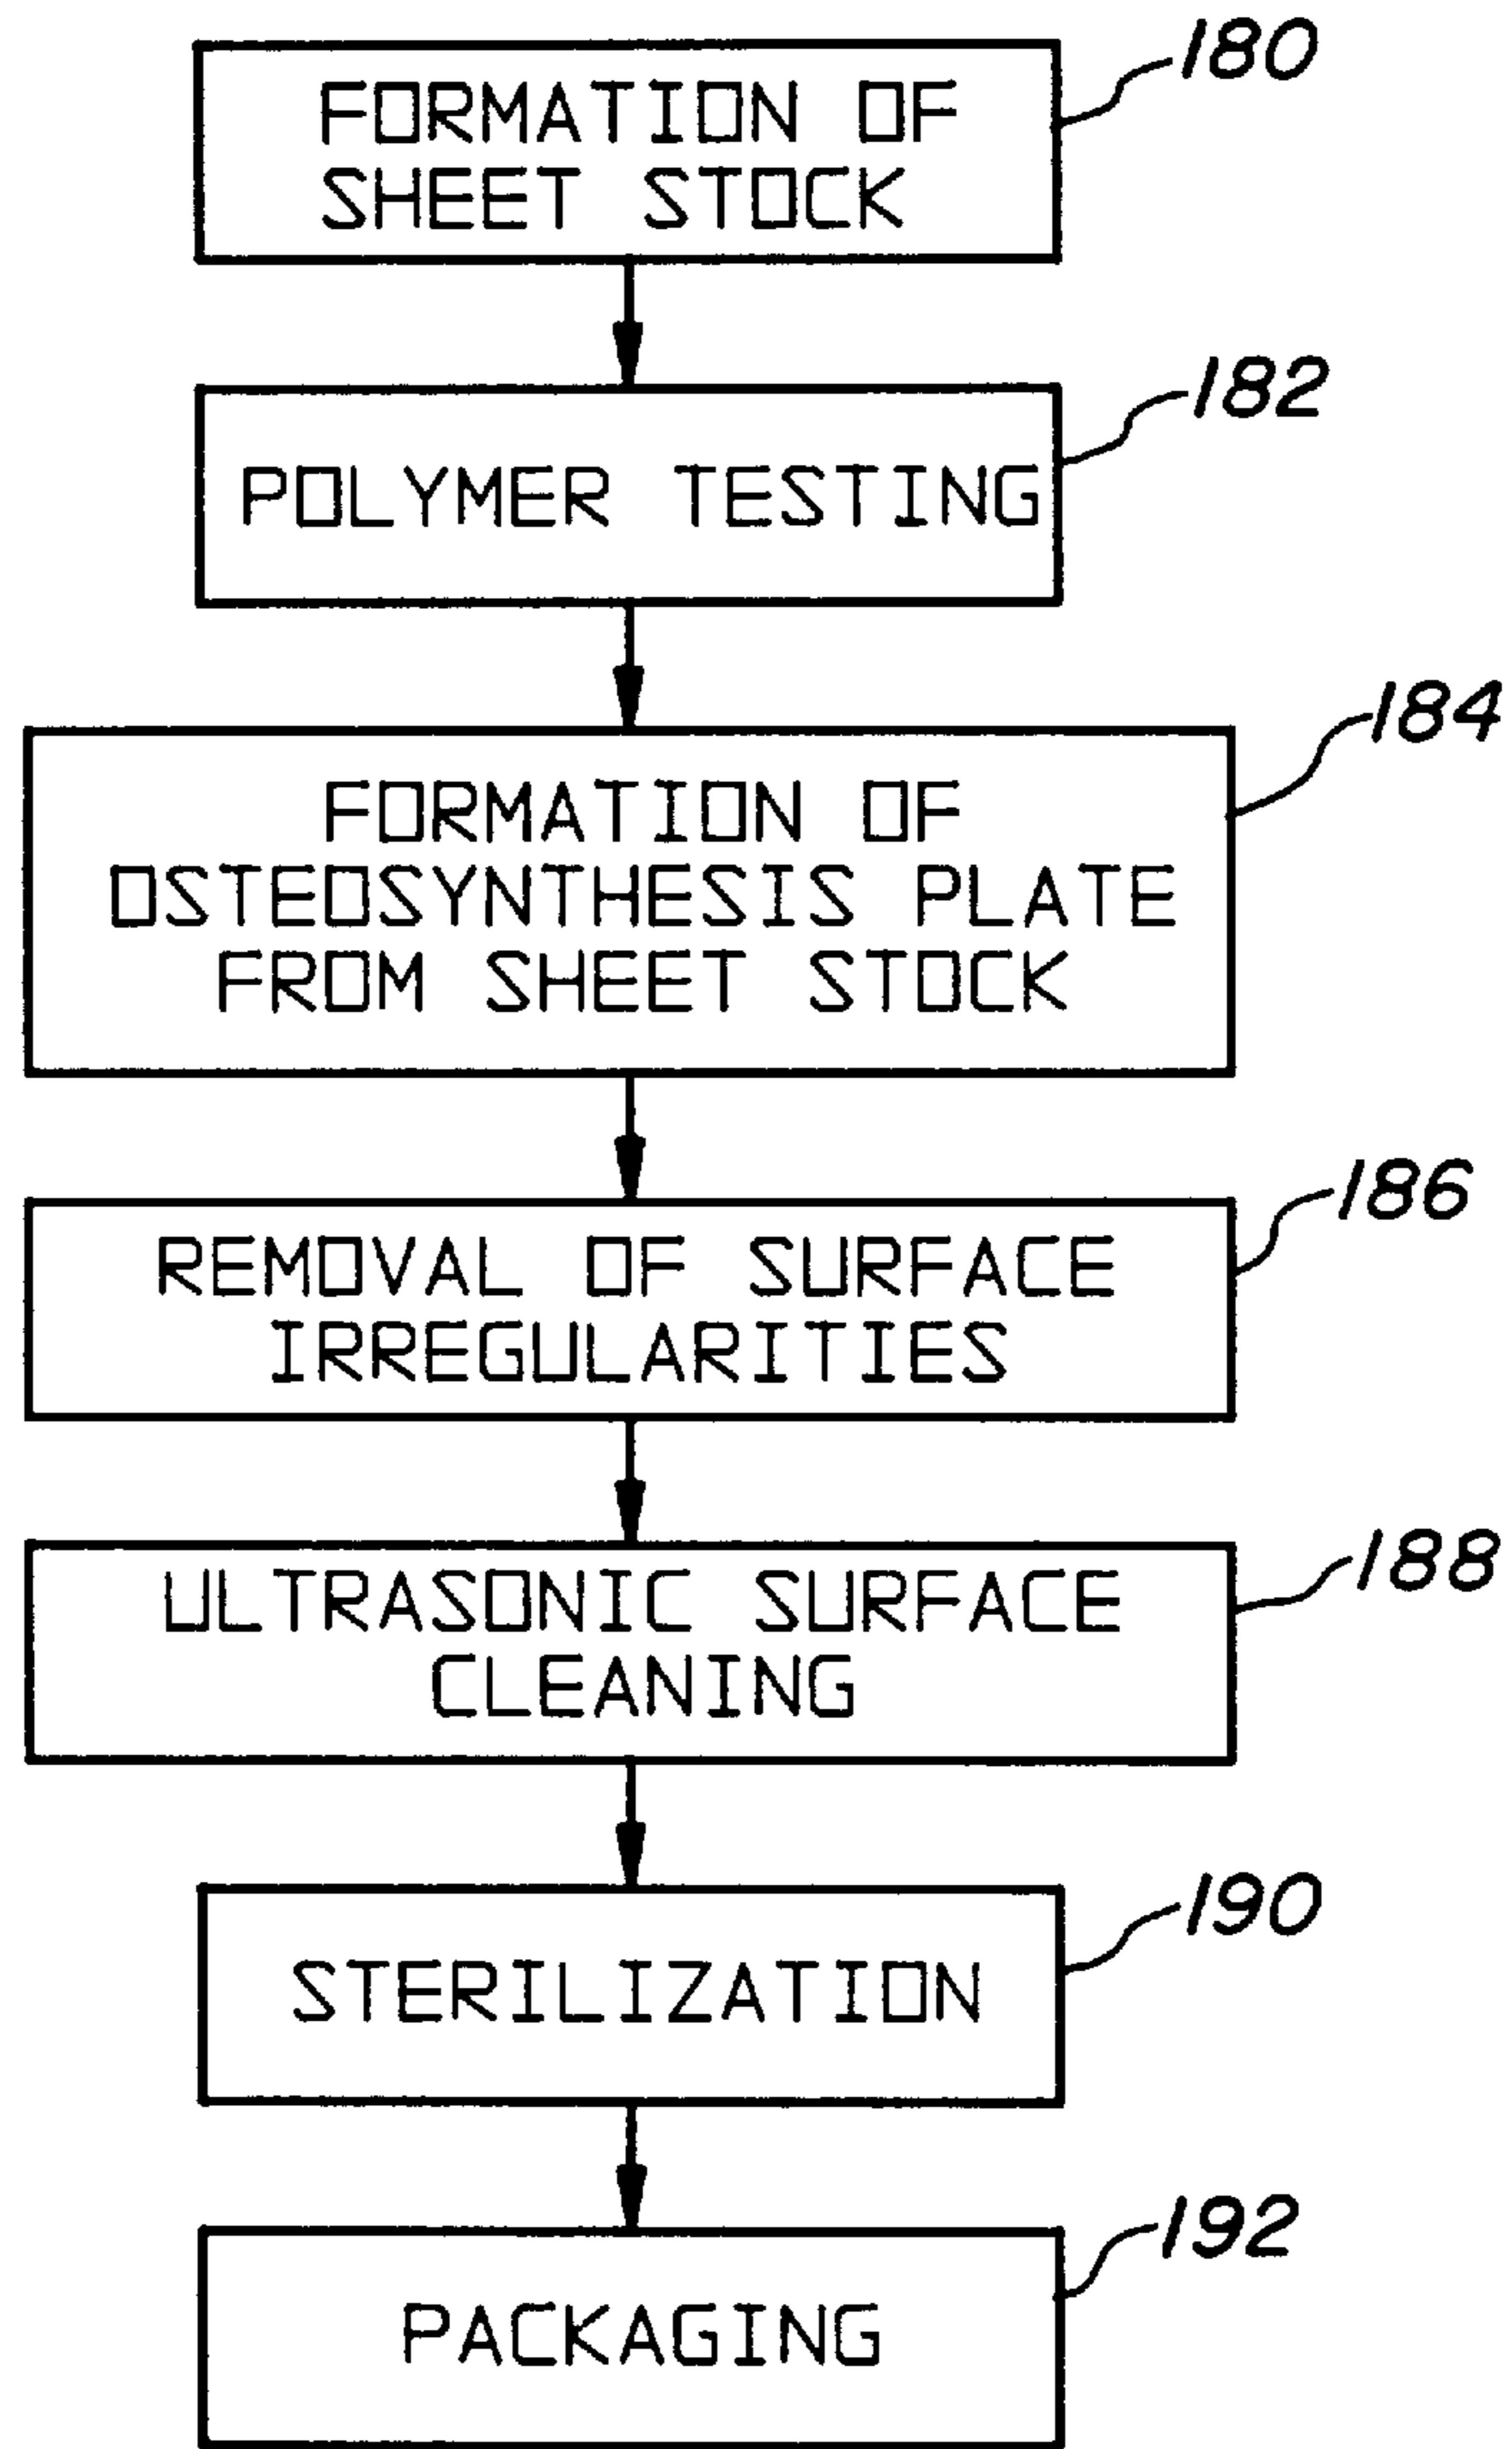 180
FORMATION OF
SHEET STOCK
182
POLYMER TESTING
184
FORMATION OF
OSTEOSYNTHESIS PLATE
FROM SHEET STOCK
186
REMOVAL OF SURFACE
IRREGULARITIES
188
ULTRASONIC SURFACE
CLEANING
190
STERILIZATION
192
PACKAGING